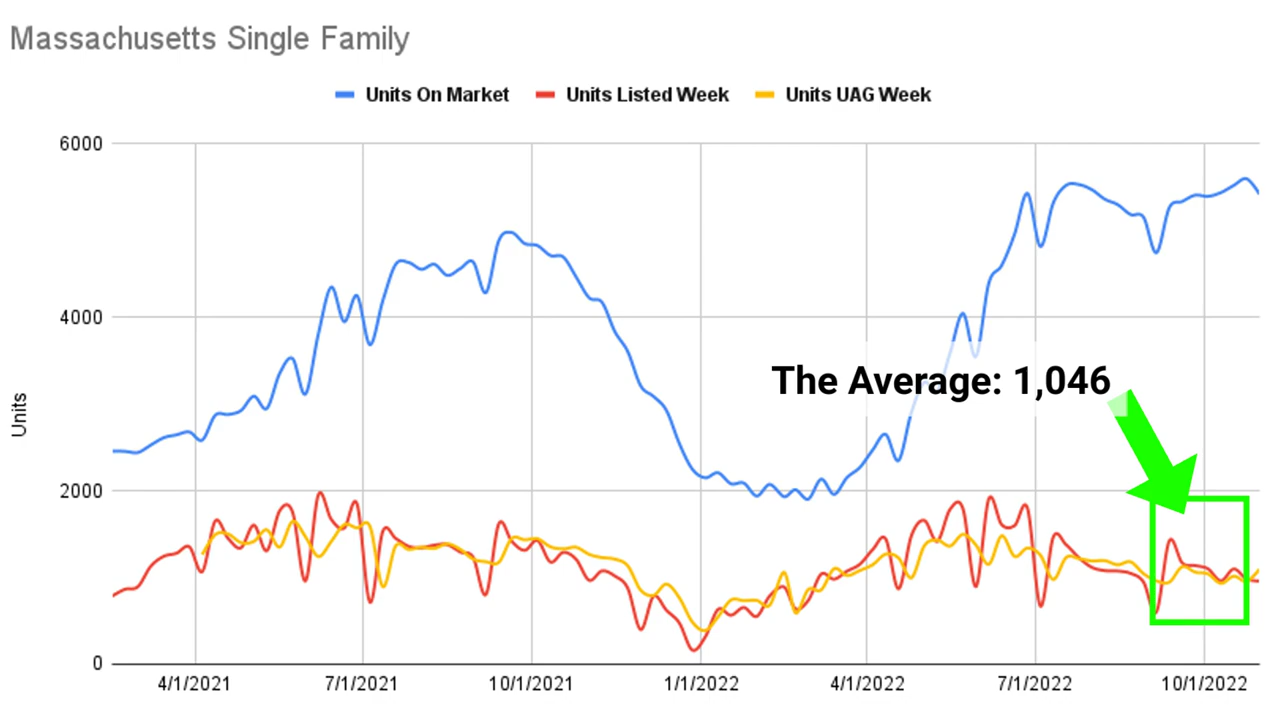 Massachusetts Single Family
Units On Market Units Listed Week Units UAG Week
6000
4000
2000
0
Units
The Average: 1,046
4/1/2021 7/1/2021 10/1/2021 1/1/2022 4/1/2022 7/1/2022 10/1/2022